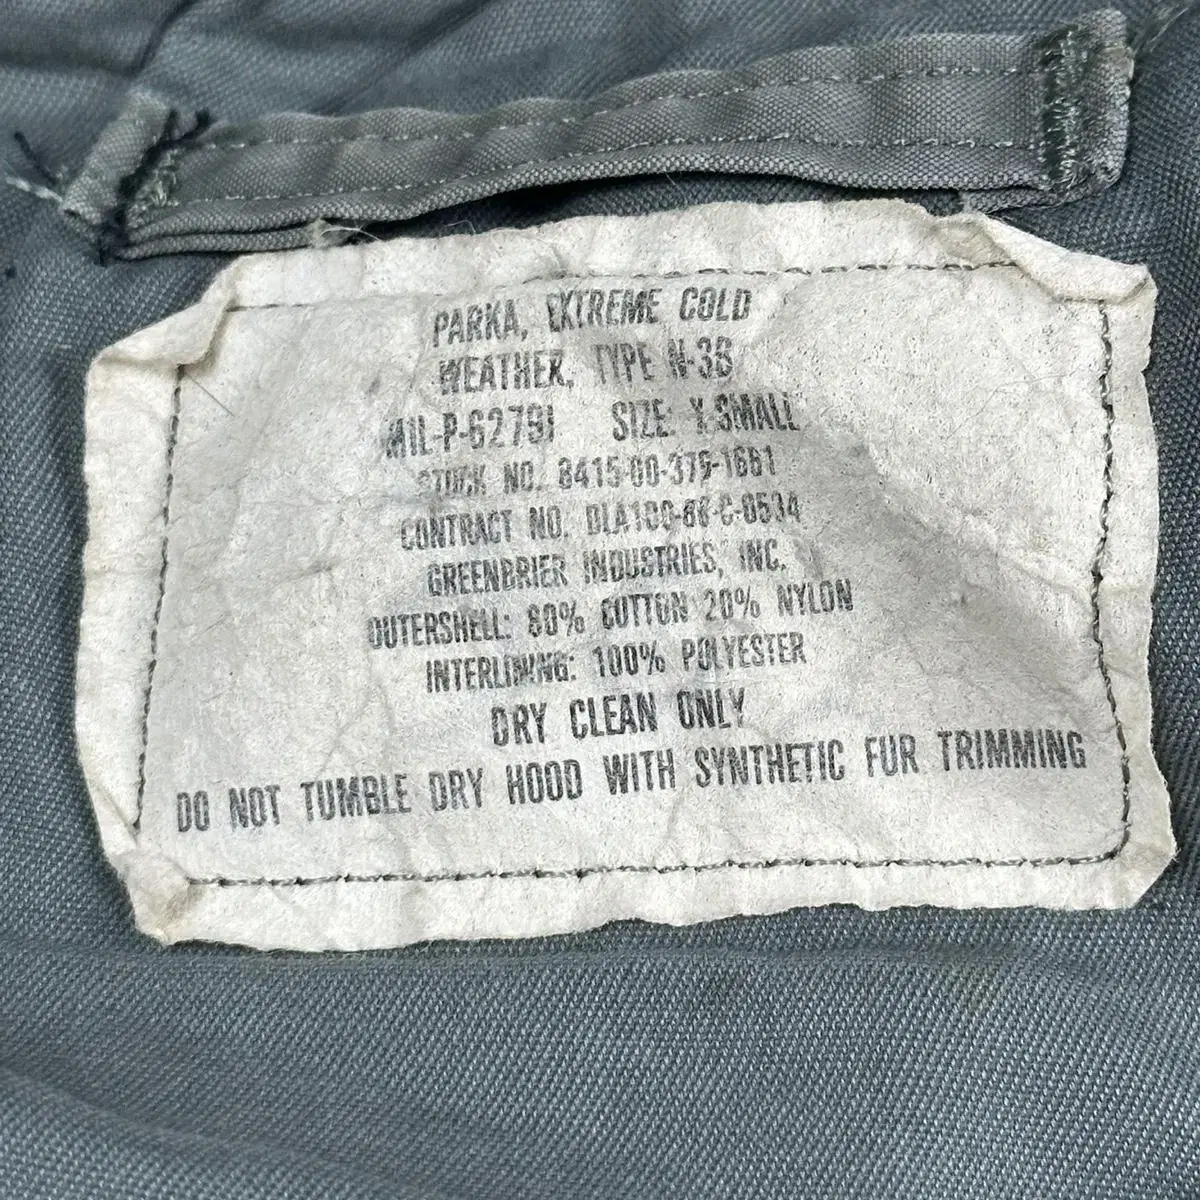 PARKA, EXTREME COLD
WEATHER, TYPE N-3B
MIL-P-6279I SIZE: X-SMALL
STOCK NO. 8415-00-376-1661
CONTRACT NO. DLA100-86-C-0534
GREENBRIER INDUSTRIES, INC.
OUTERSHELL: 80% COTTON 20% NYLON
INTERLINING: 100% POLYESTER
DRY CLEAN ONLY
DO NOT TUMBLE DRY HOOD WITH SYNTHETIC FUR TRIMMING